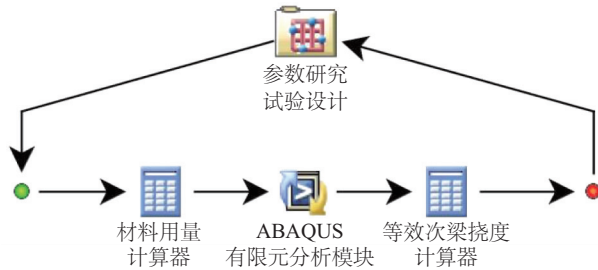 参数研究
试验设计
材料用量
计算器
ABAQUS
有限元分析模块
等效次梁挠度
计算器